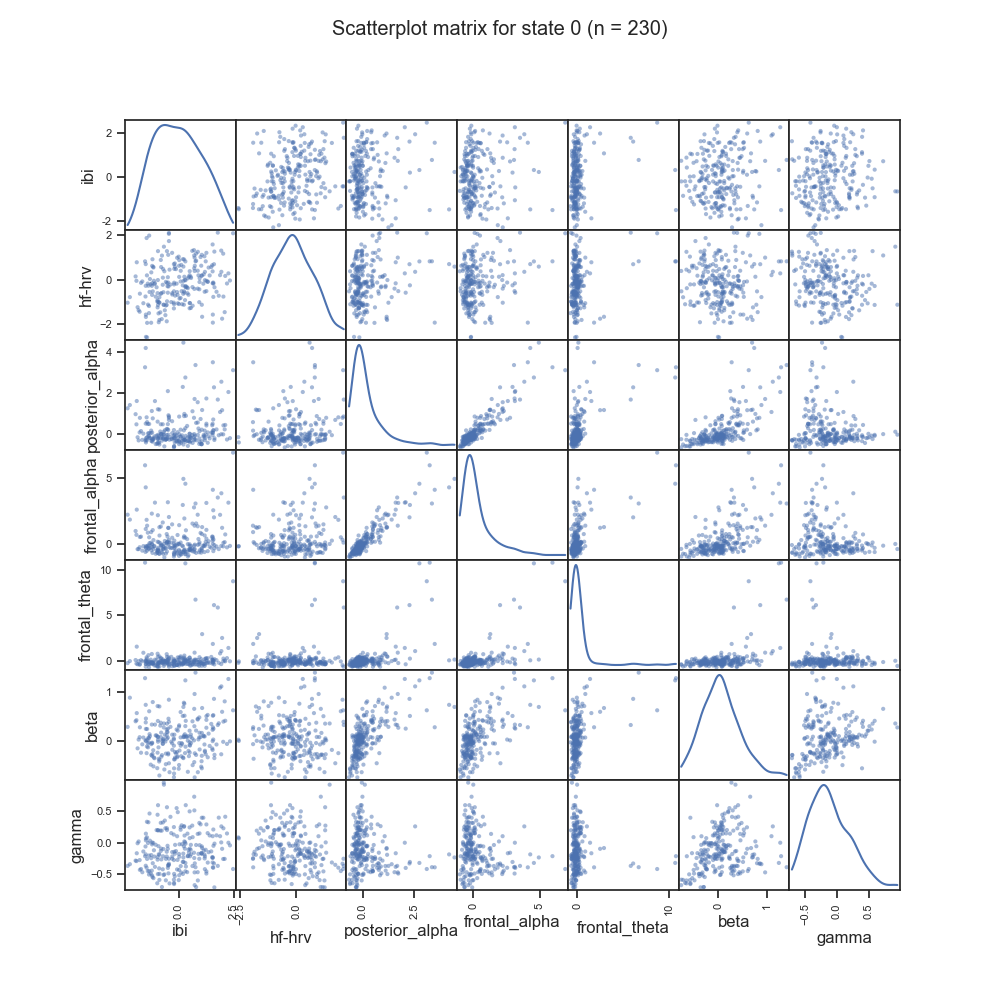 Scatterplot matrix for state 0 (n = 230)
ibi
2
0
-2
hf-hrv
2
0
−2
posterior_alpha
4
2
0
frontal_alpha
5
0
frontal_theta
10
5
0
beta
1
0
gamma
0.5
0.0
−0.5
0.0
2.5
−2.5
0.0
0.0
2.5
0
5
0
10
0
1
−0.5
0.0
0.5
ibi
hf-hrv
posterior_alpha
frontal_alpha
frontal_theta
beta
gamma